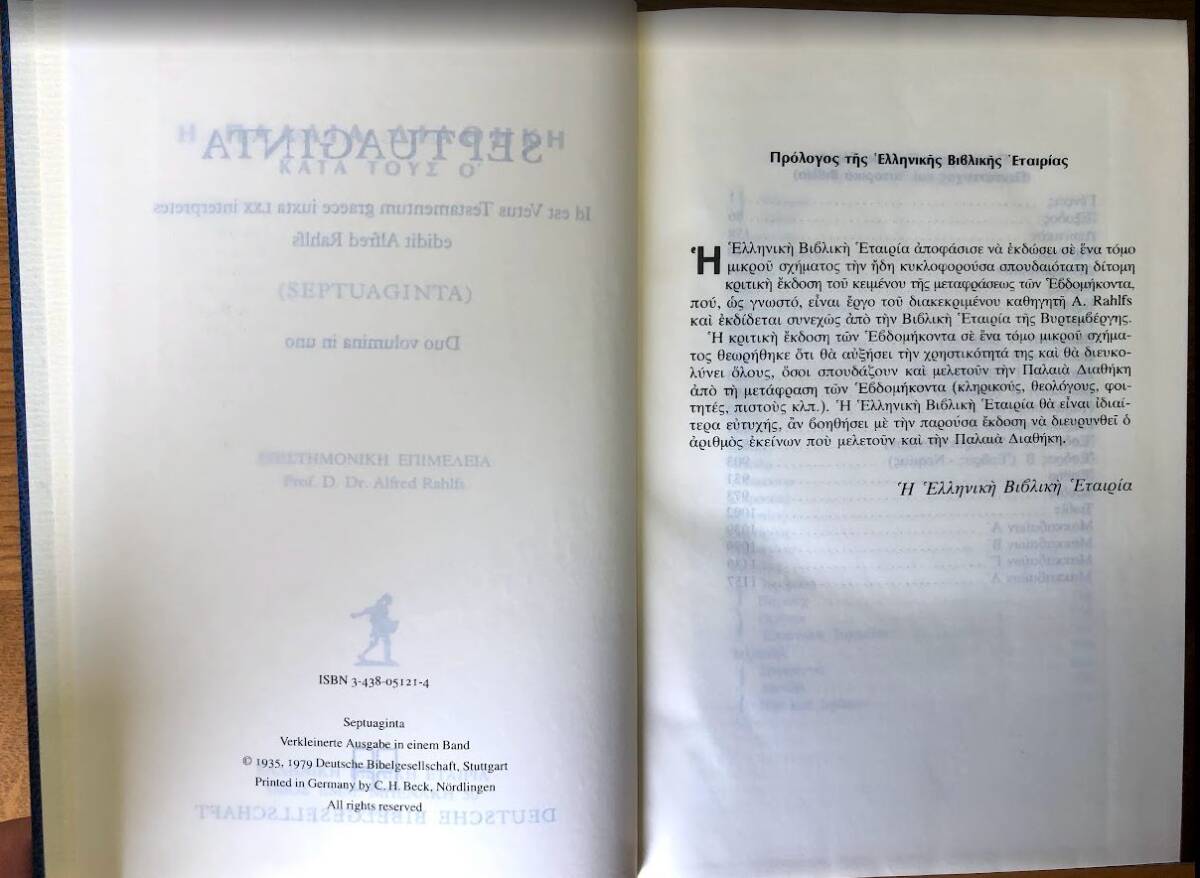 ISBN 3-438-05121-4
Septuaginta
Verkleinerte Ausgabe in einem Band
© 1935, 1979 Deutsche Bibelgesellschaft, Stuttgart
Printed in Germany by C. H. Beck, Nördlingen
All rights reserved
Πρόλογος τῆς Ἑλληνικῆς Βιβλικῆς Ἑταιρίας
Ἡ Ἑλληνικὴ Βιβλικὴ Ἑταιρία ἀποφάσισε νὰ ἐκδώσει σὲ ἕνα τόμο
μικροῦ σχήματος τὴν ἤδη κυκλοφοροῦσα σπουδαιότατη δίτομη
κριτικὴ ἔκδοση τοῦ κειμένου τῆς μεταφράσεως τῶν Ἑβδομήκοντα,
πού, ὡς γνωστό, εἶναι ἔργο τοῦ διακεκριμένου καθηγητῆ A. Rahlfs
καὶ ἐκδίδεται συνεχῶς ἀπὸ τὴν Βιβλικὴ Ἑταιρία τῆς Βυρτεμβέργης.
Ἡ κριτικὴ ἔκδοση τῶν Ἑβδομήκοντα σὲ ἕνα τόμο μικροῦ σχήμα-
τος θεωρήθηκε ὅτι θὰ αὐξήσει τὴν χρηστικότητά της καὶ θὰ διευκο-
λύνει ὅλους, ὅσοι σπουδάζουν καὶ μελετοῦν τὴν Παλαιὰ Διαθήκη
ἀπὸ τὴ μετάφραση τῶν Ἑβδομήκοντα (κληρικούς, θεολόγους, φοι-
τητές, πιστοὺς κλπ.). Ἡ Ἑλληνικὴ Βιβλικὴ Ἑταιρία θὰ εἶναι ἰδιαί-
τερα εὐτυχής, ἂν βοηθήσει μὲ τὴν παροῦσα ἔκδοση νὰ διευρυνθεῖ ὁ
ἀριθμὸς ἐκείνων ποὺ μελετοῦν καὶ τὴν Παλαιὰ Διαθήκη.
Ἡ Ἑλληνικὴ Βιβλικὴ Ἑταιρία